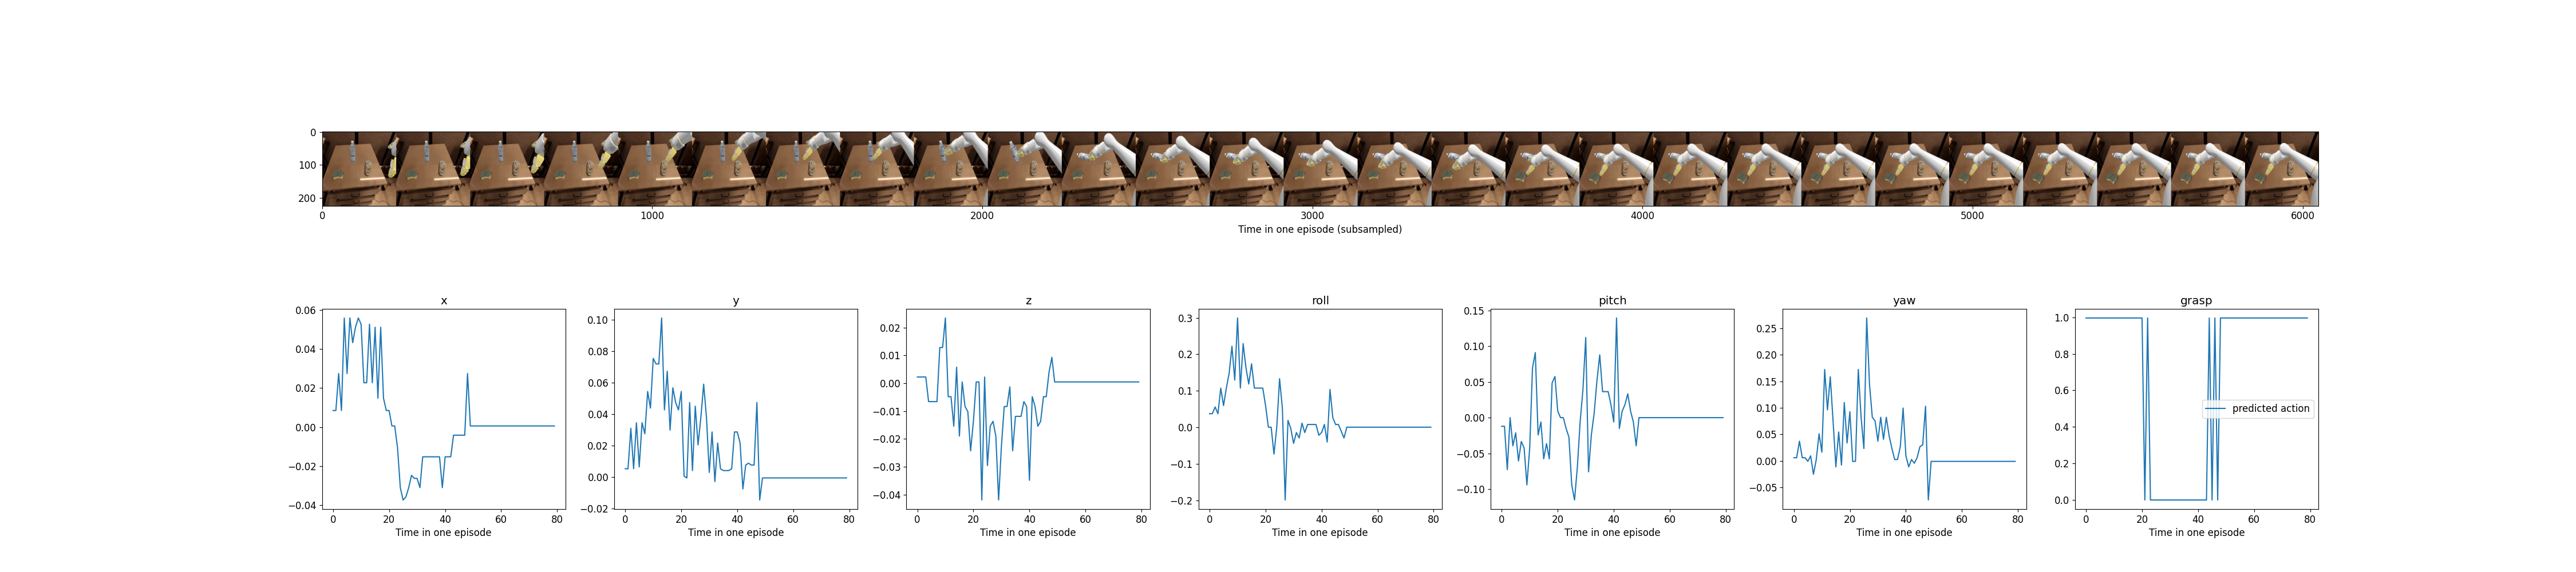 0
100
200
0 1000 2000 3000 4000 5000 6000
Time in one episode (subsampled)
x
0.06
0.04
0.02
0.00
−0.02
−0.04
0 20 40 60 80
Time in one episode
y
0.10
0.08
0.06
0.04
0.02
0.00
−0.02
0 20 40 60 80
Time in one episode
z
0.02
0.01
0.00
−0.01
−0.02
−0.03
−0.04
0 20 40 60 80
Time in one episode
roll
0.3
0.2
0.1
0.0
−0.1
−0.2
0 20 40 60 80
Time in one episode
pitch
0.15
0.10
0.05
0.00
−0.05
−0.10
0 20 40 60 80
Time in one episode
yaw
0.25
0.20
0.15
0.10
0.05
0.00
−0.05
0 20 40 60 80
Time in one episode
grasp
1.0
0.8
0.6
0.4
0.2
0.0
predicted action
0 20 40 60 80
Time in one episode